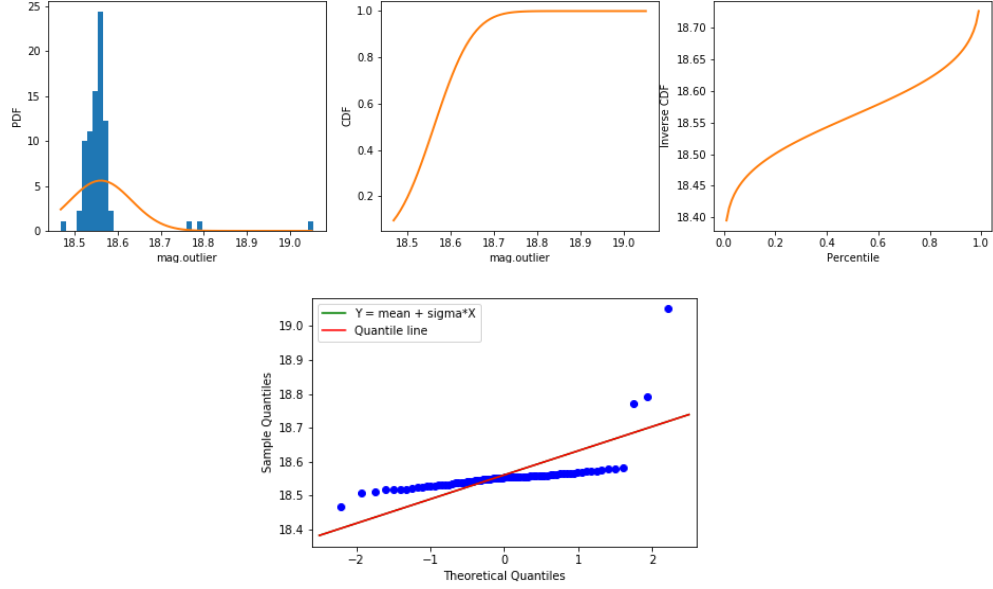 25
20
15
10
5
0
PDF
18.5 18.6 18.7 18.8 18.9 19.0
mag.outlier
1.0
0.8
0.6
0.4
0.2
CDF
18.5 18.6 18.7 18.8 18.9 19.0
mag.outlier
18.70
18.65
18.60
18.55
18.50
18.45
18.40
Inverse CDF
0.0 0.2 0.4 0.6 0.8 1.0
Percentile
Y = mean + sigma*X
Quantile line
19.0
18.9
18.8
18.7
18.6
18.5
18.4
Sample Quantiles
−2 −1 0 1 2
Theoretical Quantiles